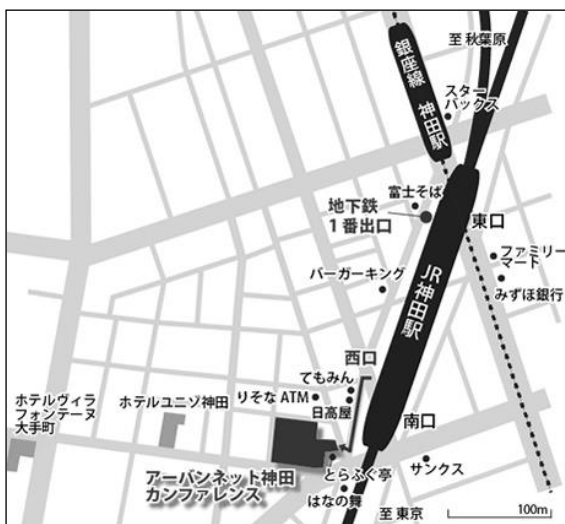 至 秋葉原
銀座線 神田駅
スター
バックス
富士そば
地下鉄
1番出口
東口
ファミリー
マート
バーガーキング
みずほ銀行
JR神田駅
西口
てもみん
りそな ATM
日高屋
ホテルヴィラ
フォンテーヌ
大手町
ホテルユニゾ神田
南口
アーバンネット神田
カンファレンス
とらふぐ亭
サンクス
はなの舞
至 東京
100m